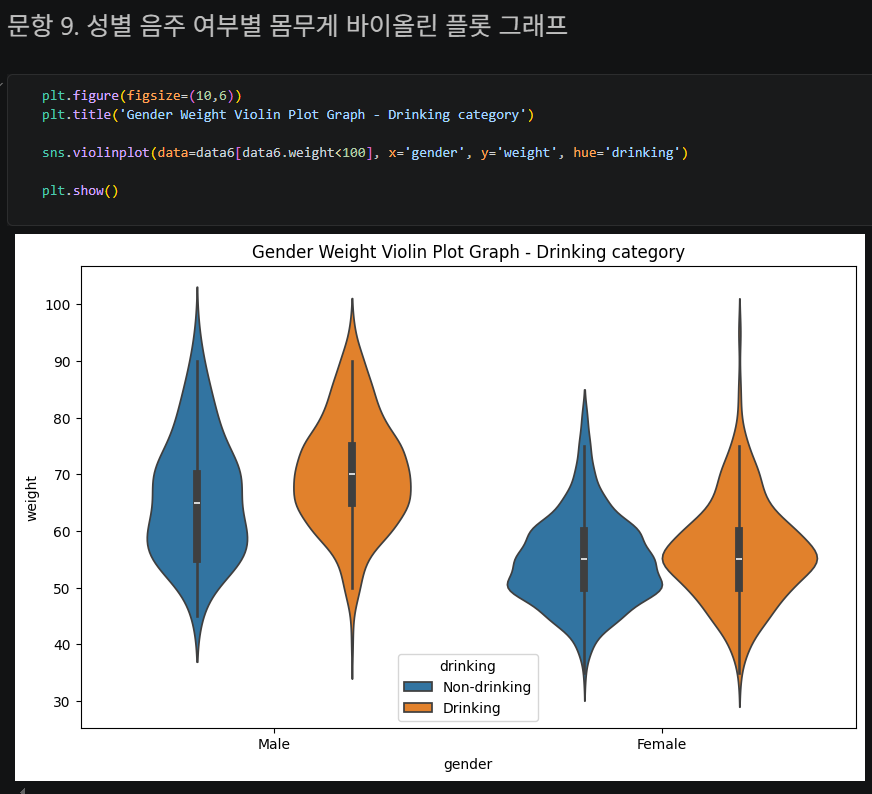 문항 9. 성별 음주 여부별 몸무게 바이올린 플롯 그래프
plt.figure(figsize=(10,6))
plt.title('Gender Weight Violin Plot Graph - Drinking category')
sns.violinplot(data=data6[data6.weight<100], x='gender', y='weight', hue='drinking')
plt.show()
Gender Weight Violin Plot Graph - Drinking category
100
90
80
70
60
50
40
30
weight
drinking
Non-drinking
Drinking
Male
Female
gender